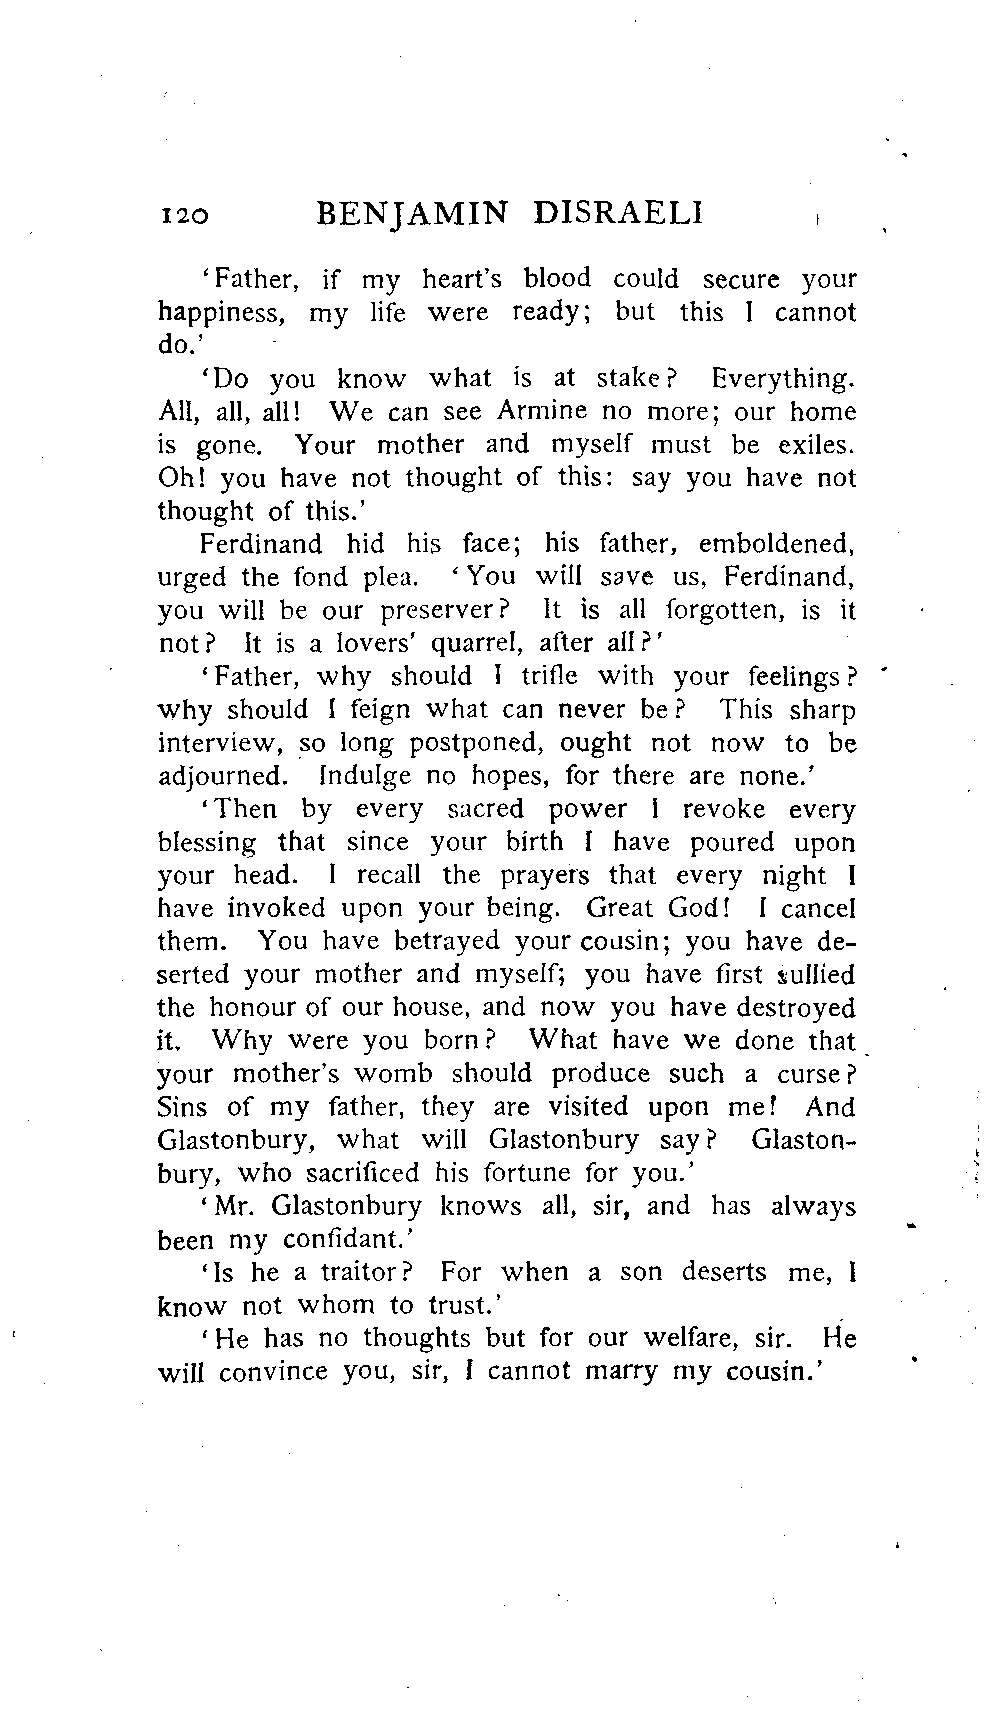 120 BENJAMIN DISRAELI
‘Father, if my heart’s blood could secure your
happiness, my life were ready; but this I cannot
do.’
‘Do you know what is at stake? Everything.
All, all, all! We can see Armine no more; our home
is gone. Your mother and myself must be exiles.
Oh! you have not thought of this: say you have not
thought of this.’
Ferdinand hid his face; his father, emboldened,
urged the fond plea. ‘You will save us, Ferdinand,
you will be our preserver? It is all forgotten, is it
not? It is a lovers’ quarrel, after all?’
‘Father, why should I trifle with your feelings?
why should I feign what can never be? This sharp
interview, so long postponed, ought not now to be
adjourned. Indulge no hopes, for there are none.’
‘Then by every sacred power I revoke every
blessing that since your birth I have poured upon
your head. I recall the prayers that every night I
have invoked upon your being. Great God! I cancel
them. You have betrayed your cousin; you have de-
serted your mother and myself; you have first sullied
the honour of our house, and now you have destroyed
it. Why were you born? What have we done that
your mother’s womb should produce such a curse?
Sins of my father, they are visited upon me! And
Glastonbury, what will Glastonbury say? Glaston-
bury, who sacrificed his fortune for you.’
‘Mr. Glastonbury knows all, sir, and has always
been my confidant.’
‘Is he a traitor? For when a son deserts me, I
know not whom to trust.’
‘He has no thoughts but for our welfare, sir. He
will convince you, sir, I cannot marry my cousin.’